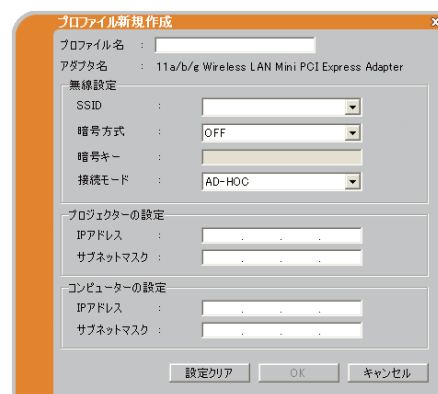 プロファイル新規作成 x
プロファイル名 :
アダプタ名 : 11a/b/g Wireless LAN Mini PCI Express Adapter
無線設定
SSID :
暗号方式 : OFF
暗号キー :
接続モード : AD-HOC
プロジェクターの設定
IPアドレス : . . .
サブネットマスク : . . .
コンピューターの設定
IPアドレス : . . .
サブネットマスク : . . .
設定クリア OK キャンセル